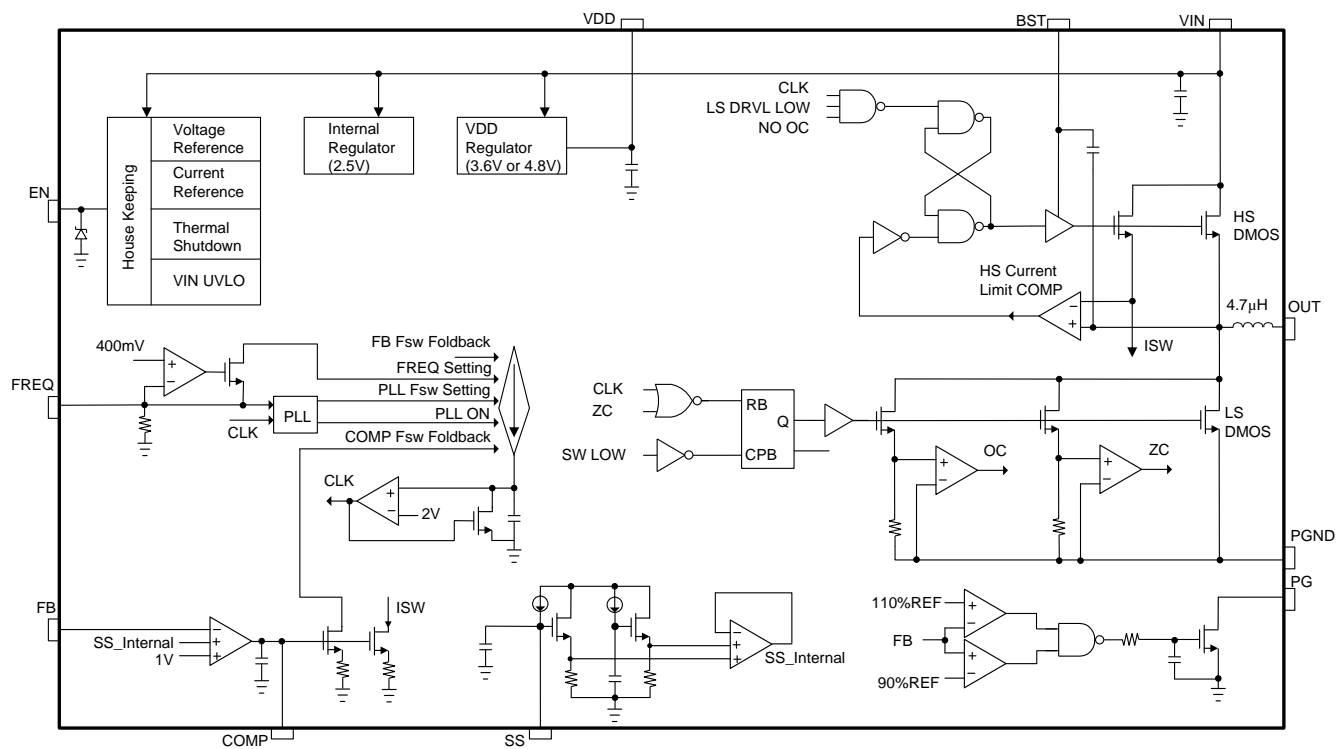 VDD
BST
VIN
CLK
LS DRVL LOW
NO OC
Voltage
Reference
Current
Reference
Thermal
Shutdown
VIN UVLO
House Keeping
Internal
Regulator
(2.5V)
VDD
Regulator
(3.6V or 4.8V)
EN
HS
DMOS
HS Current
Limit COMP
−
+
4.7μH
OUT
ISW
400mV
+
−
FREQ
PLL
CLK
FB Fsw Foldback
FREQ Setting
PLL Fsw Setting
PLL ON
COMP Fsw Foldback
CLK
+
−
2V
CLK
ZC
SW LOW
RB
Q
CPB
LS
DMOS
+
−
OC
+
−
ZC
PGND
PG
FB
SS_Internal
1V
−
+
+
ISW
−
+
+
SS_Internal
110%REF
FB
90%REF
+
−
+
−
COMP
SS